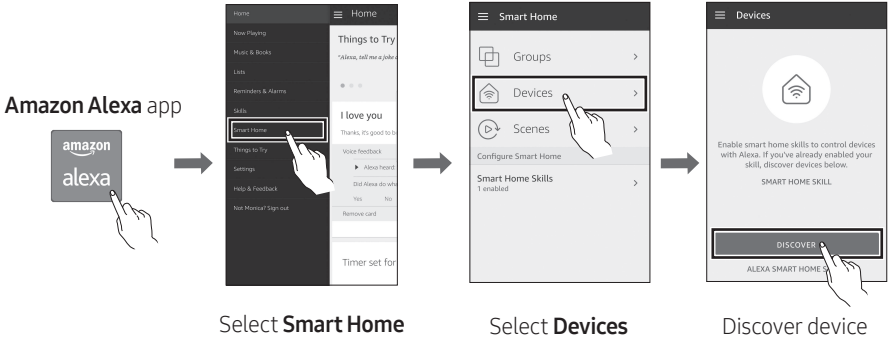 Amazon Alexa app
amazon
alexa
Home
Now Playing
Music & Books
Lists
Reminders & Alarms
Skills
Smart Home
Things to Try
Settings
Help & Feedback
Not Monica? Sign out
Home
Things to Try
"Alexa, tell me a joke
I love you
Thanks, it's good to
Voice feedback
Alexa heard:
Did Alexa do
Yes No
Remove card
Timer set for
Select Smart Home
Smart Home
Groups
Devices
Scenes
Configure Smart Home
Smart Home Skills
1 enabled
Select Devices
Devices
Enable smart home skills to control devices
with Alexa. If you've already enabled your
skill, discover devices below.
SMART HOME SKILL
DISCOVER
ALEXA SMART HOME
Discover device